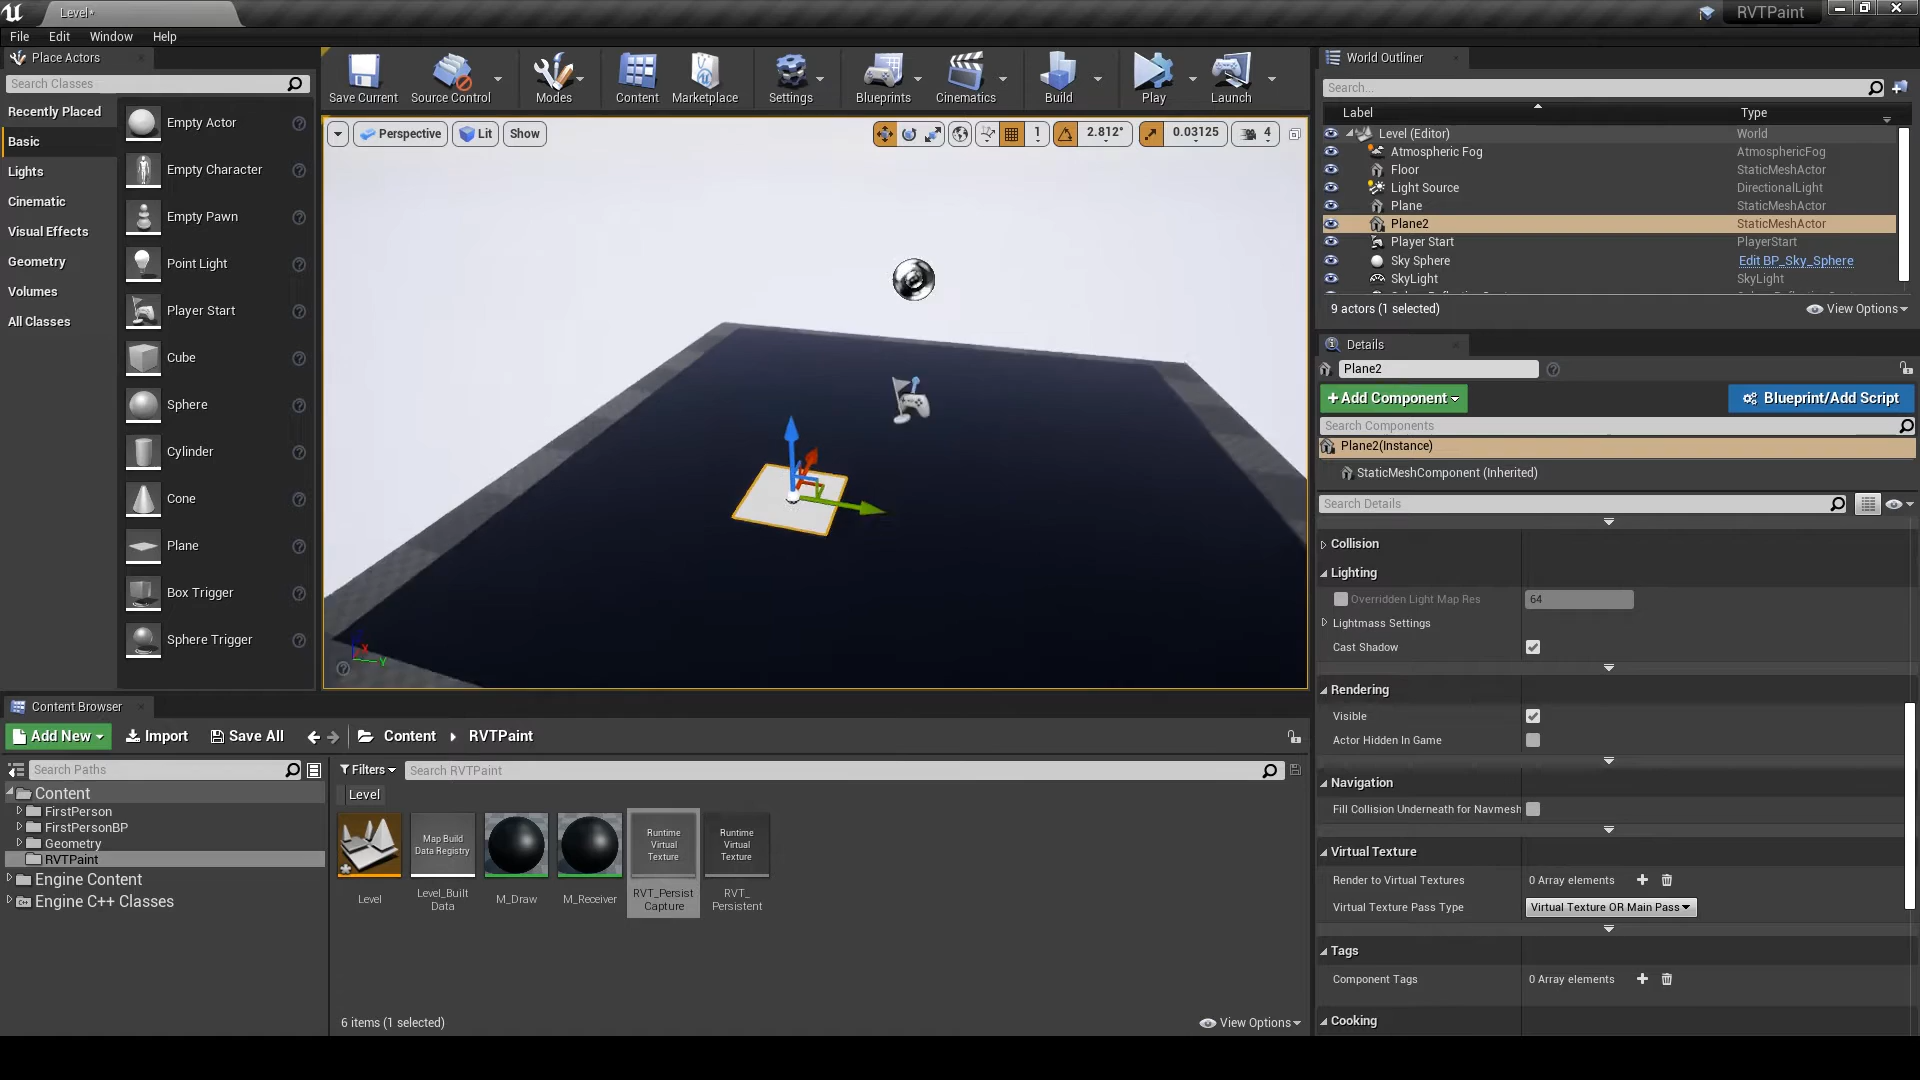 Level*
RVTPaint
File Edit Window Help
Place Actors
Search Classes
Recently Placed
Basic
Lights
Cinematic
Visual Effects
Geometry
Volumes
All Classes
Empty Actor
Empty Character
Empty Pawn
Point Light
Player Start
Cube
Sphere
Cylinder
Cone
Plane
Box Trigger
Sphere Trigger
Save Current Source Control Modes Content Marketplace Settings Blueprints Cinematics Build Play Launch
Perspective Lit Show 1 2.812° 0.03125 4
X
Y
World Outliner
Search...
Label Type
Level (Editor) World
Atmospheric Fog AtmosphericFog
Floor StaticMeshActor
Light Source DirectionalLight
Plane StaticMeshActor
Plane2 StaticMeshActor
Player Start PlayerStart
Sky Sphere Edit BP_Sky_Sphere
SkyLight SkyLight
9 actors (1 selected) View Options
Details
Plane2
+Add Component Blueprint/Add Script
Search Components
Plane2(Instance)
StaticMeshComponent (Inherited)
Search Details
Collision
Lighting
Overridden Light Map Res 64
Lightmass Settings
Cast Shadow
Rendering
Visible
Actor Hidden In Game
Navigation
Fill Collision Underneath for Navmesh
Virtual Texture
Render to Virtual Textures 0 Array elements
Virtual Texture Pass Type Virtual Texture OR Main Pass
Tags
Component Tags 0 Array elements
Cooking
Content Browser
Add New Import Save All Content RVTPaint
Search Paths
Content
FirstPerson
FirstPersonBP
Geometry
RVTPaint
Engine Content
Engine C++ Classes
Filters Search RVTPaint
Level
Map Build
Data Registry
Runtime
Virtual
Texture
Runtime
Virtual
Texture
Level
Level_Built
Data
M_Draw
M_Receiver
RVT_Persist
Capture
RVT_
Persistent
6 items (1 selected) View Options